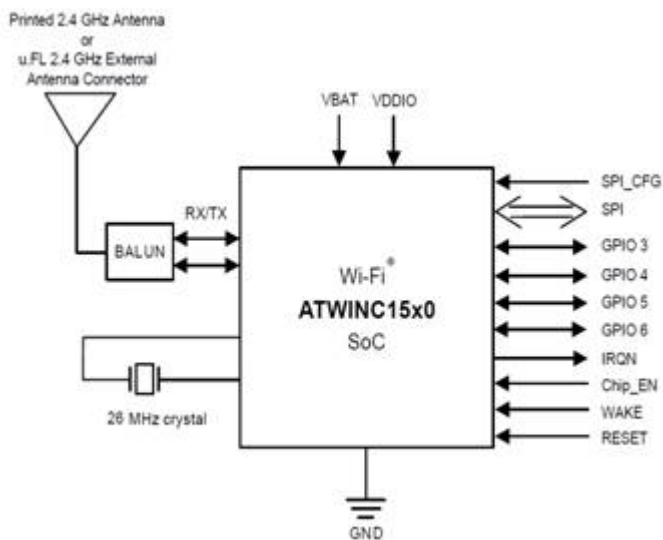 Printed 2.4 GHz Antenna
or
u.FL 2.4 GHz External
Antenna Connector
VBAT VDDIO
RX/TX
BALUN
Wi-Fi®
ATWINC15x0
SoC
26 MHz crystal
SPI_CFG
SPI
GPIO 3
GPIO 4
GPIO 5
GPIO 6
IRQN
Chip_EN
WAKE
RESET
GND